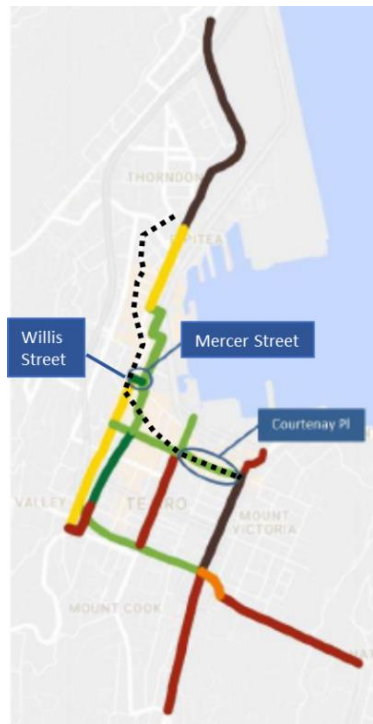 THORNDON
PIPITEA
Willis
Street
Mercer Street
Courtenay Pl
VALLEY
TE ARO
MOUNT
VICTORIA
MOUNT COOK